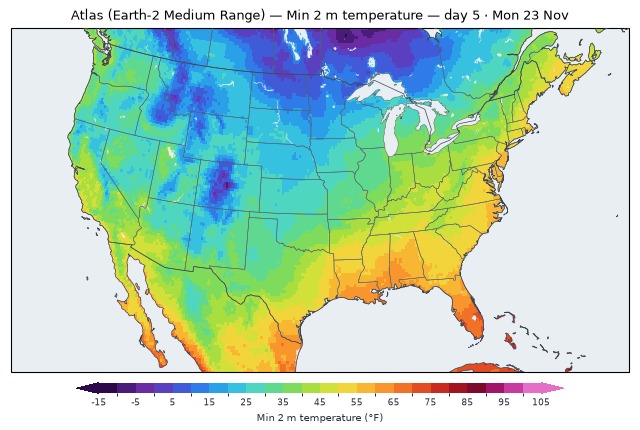 Atlas (Earth-2 Medium Range) — Min 2 m temperature — day 5 · Mon 23 Nov
-15 -5 5 15 25 35 45 55 65 75 85 95 105
Min 2 m temperature (°F)